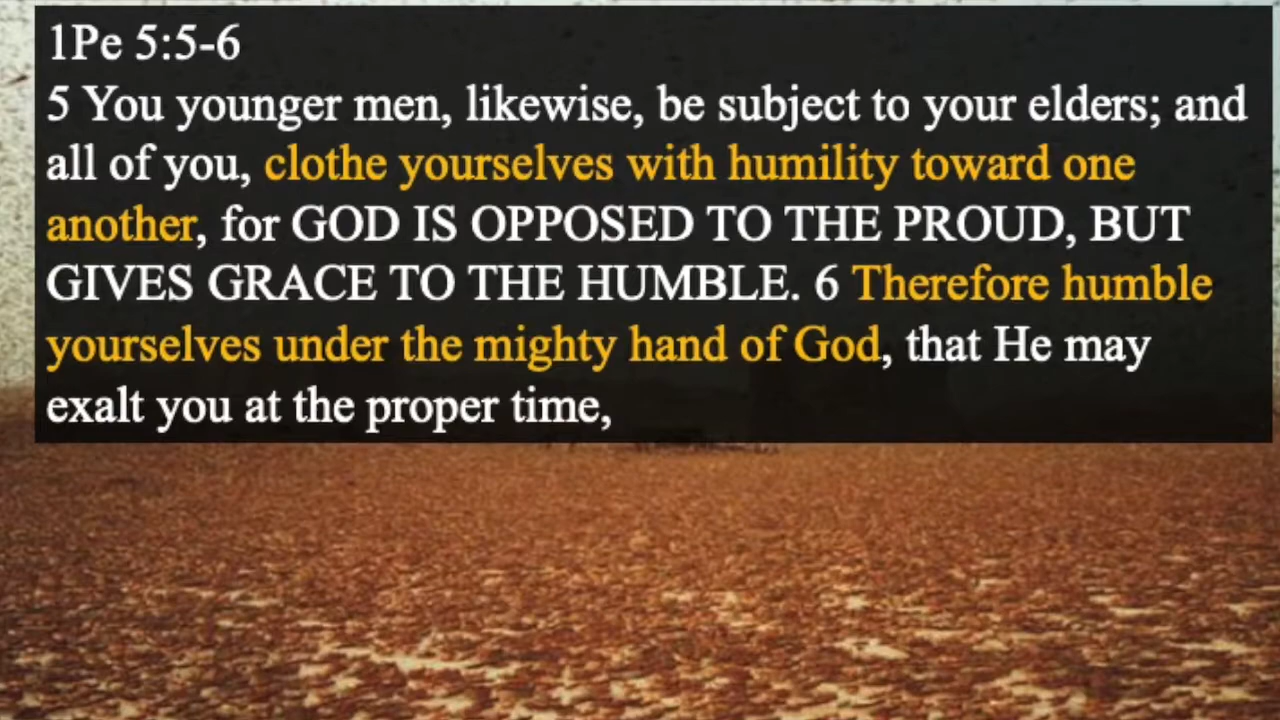 1Pe 5:5-6
5 You younger men, likewise, be subject to your elders; and
all of you, clothe yourselves with humility toward one
another, for GOD IS OPPOSED TO THE PROUD, BUT
GIVES GRACE TO THE HUMBLE. 6 Therefore humble
yourselves under the mighty hand of God, that He may
exalt you at the proper time,